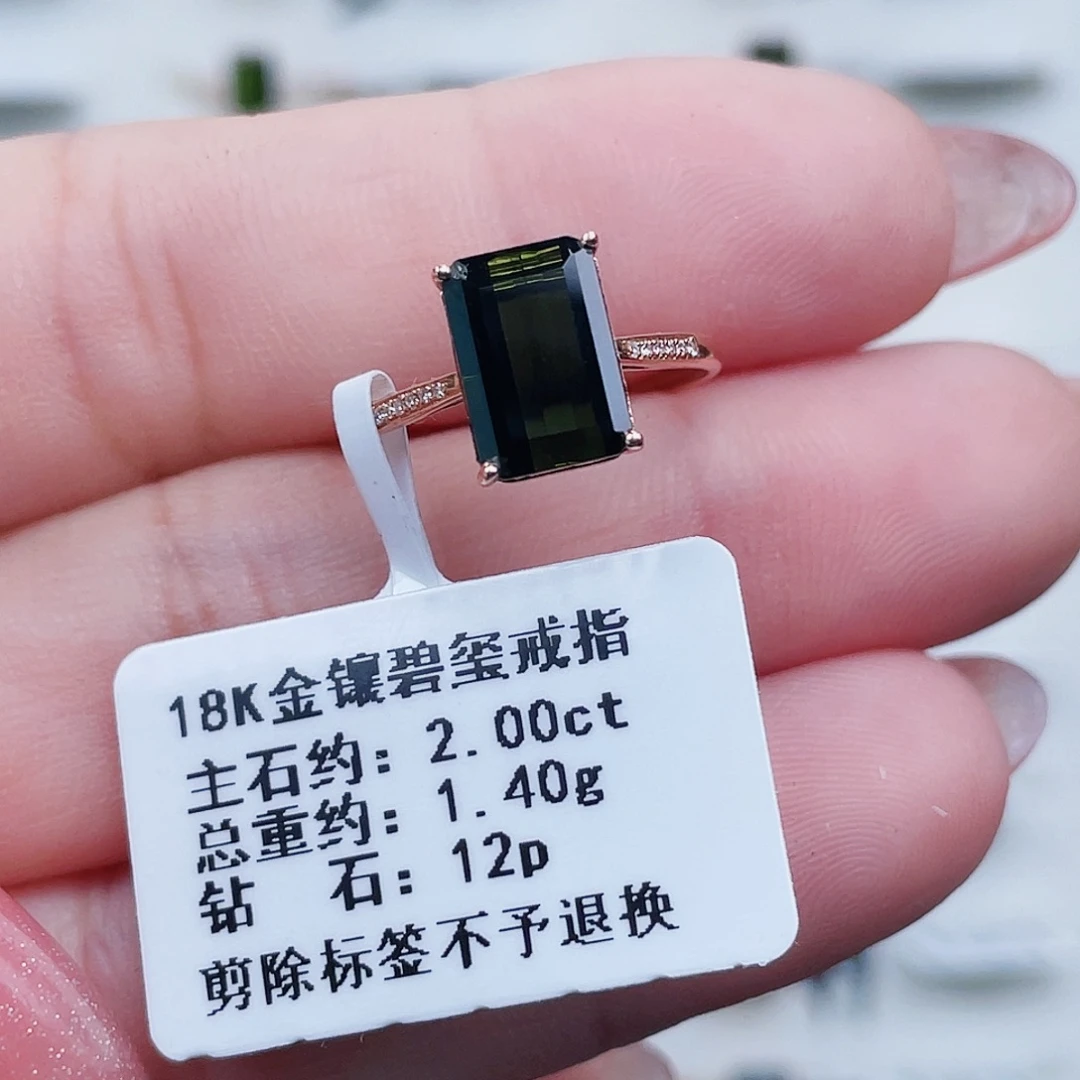 18K金镶碧玺戒指
主石约: 2.00ct
总重约: 1.40g
钻 石: 12p
剪除标签不予退换